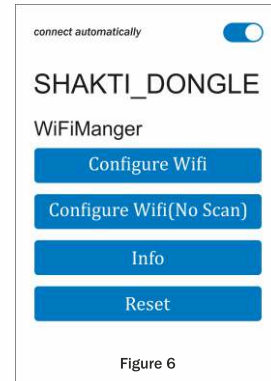 connect automatically
SHAKTI_DONGLE
WiFiManger
Configure Wifi
Configure Wifi(No Scan)
Info
Reset
Figure 6